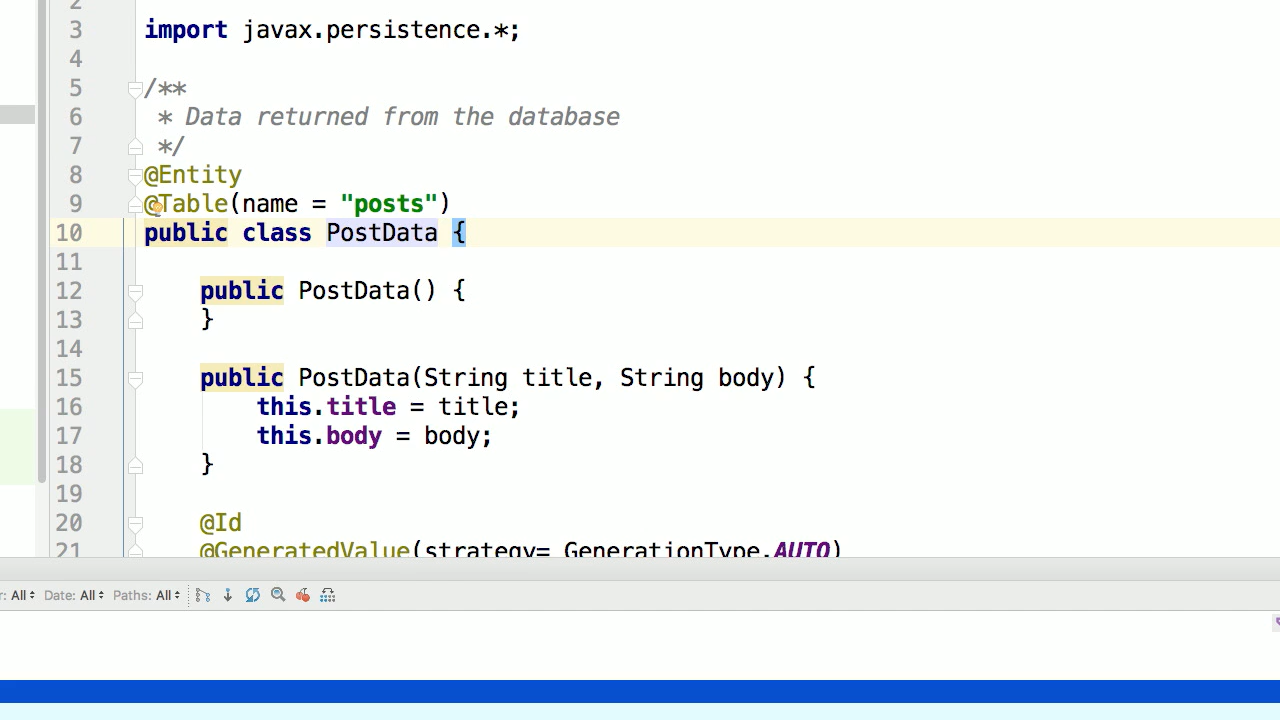 2
3 import javax.persistence.*;
4
5 /**
6 * Data returned from the database
7 */
8 @Entity
9 @Table(name = "posts")
10 public class PostData {
11
12 public PostData() {
13 }
14
15 public PostData(String title, String body) {
16 this.title = title;
17 this.body = body;
18 }
19
20 @Id
21 @GeneratedValue(strategy= GenerationType.AUTO)
r: All Date: All Paths: All